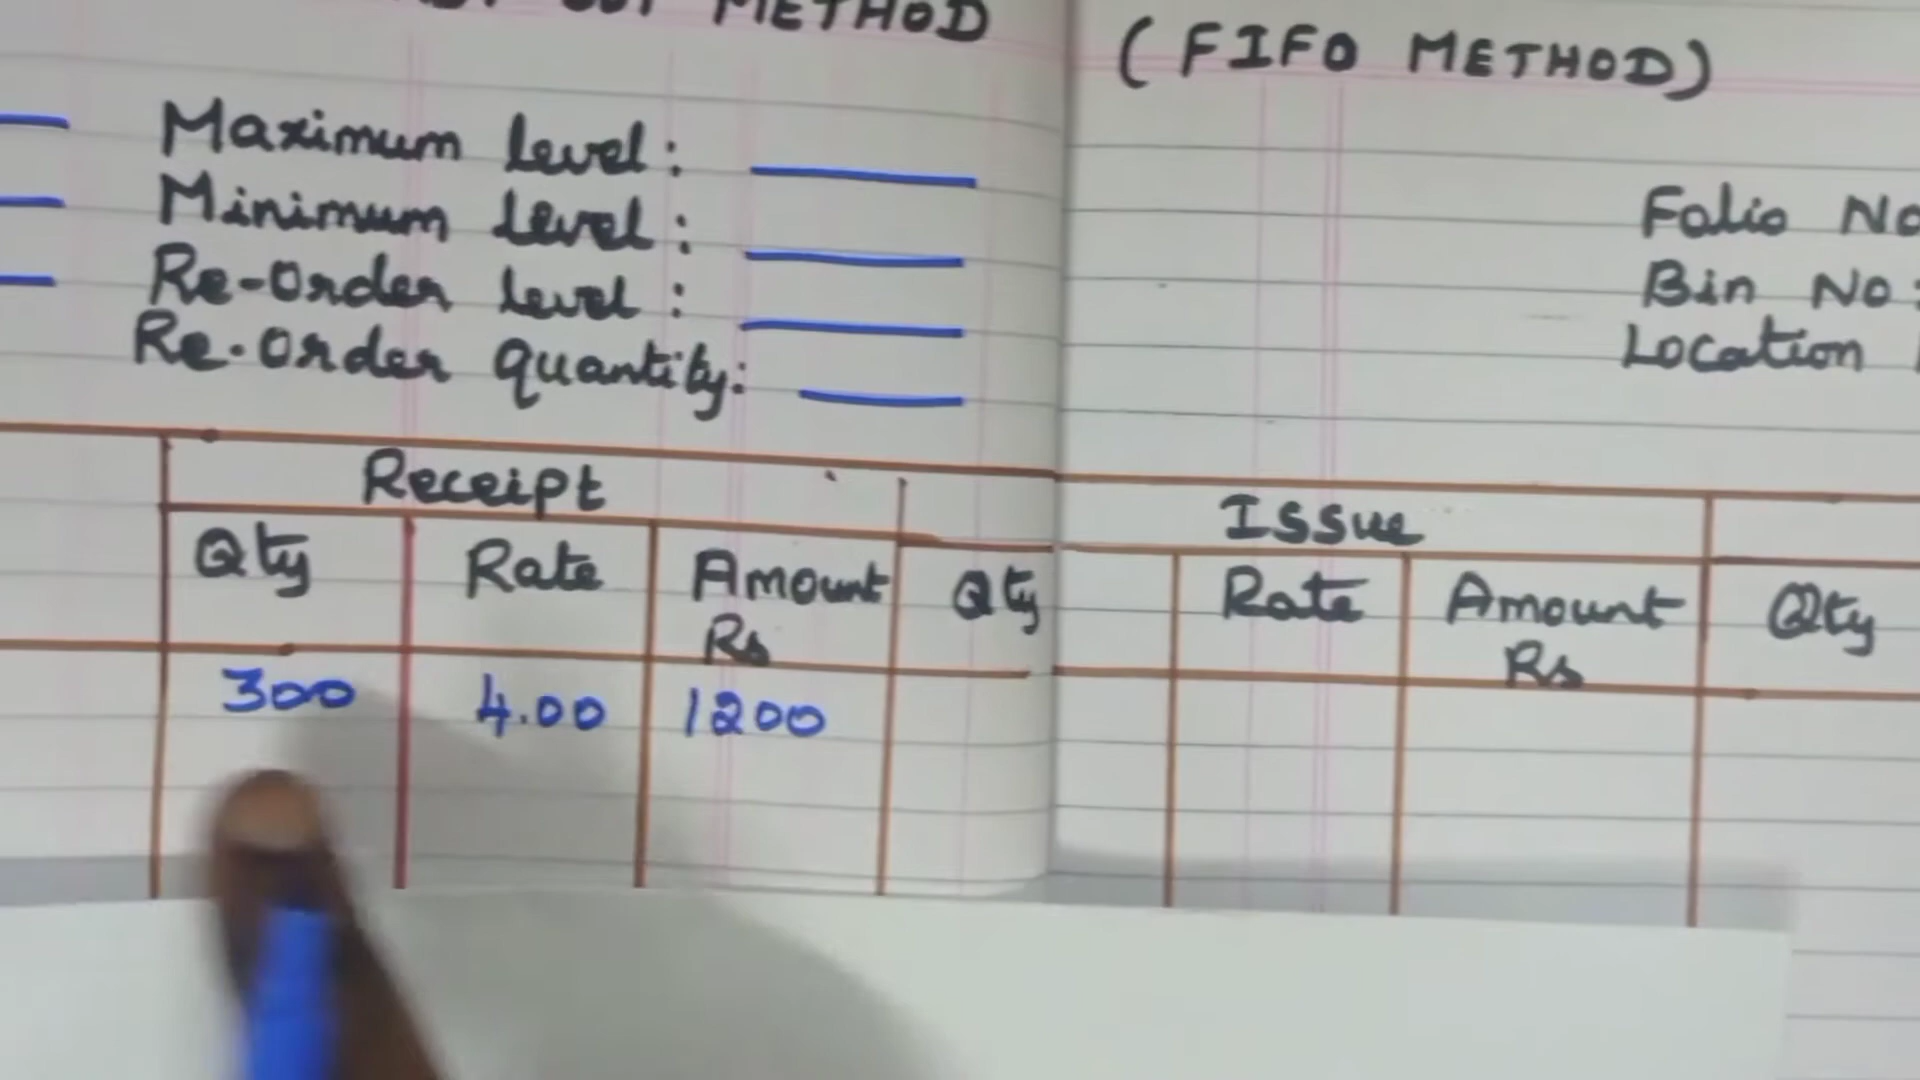 OUT METHOD (FIFO METHOD)
Maximum level:
Minimum level:
Re-Order level:
Re-Order quantity:
Folio No
Bin No:
Location
Receipt Issue
Qty Rate Amount Rs Qty Rate Amount Rs Qty
300 4.00 1200